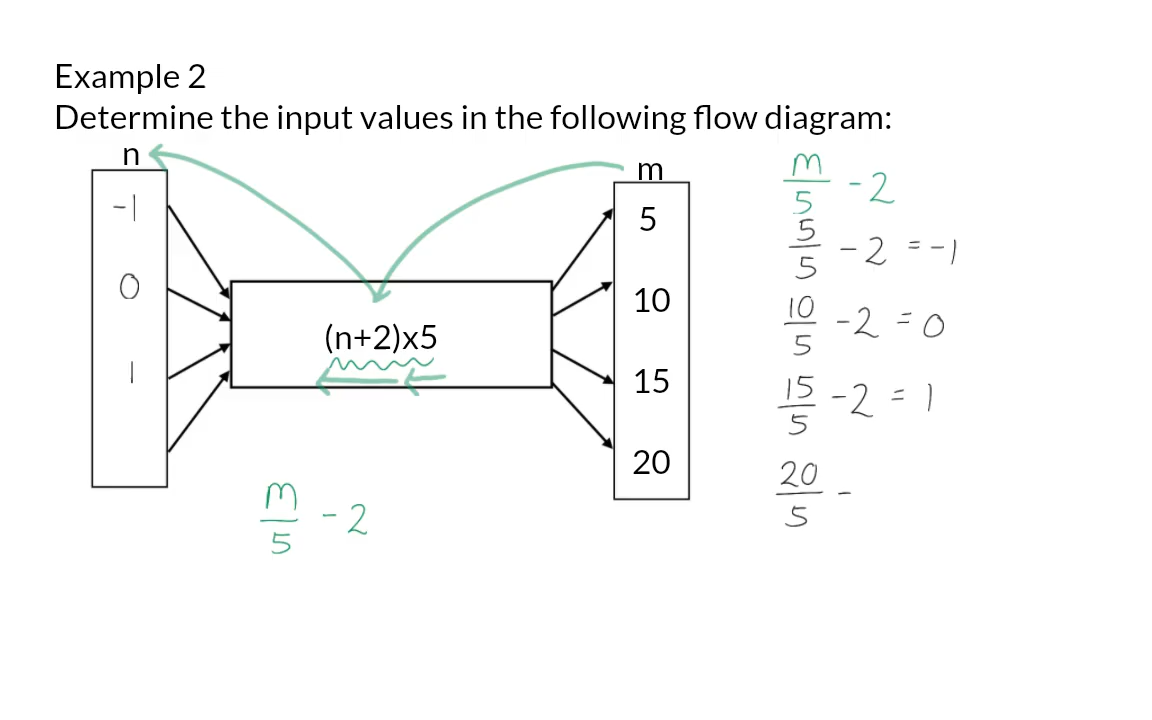 Example 2
Determine the input values in the following flow diagram:
n
-1
0
1
(n+2)x5
m
5
10
15
20
m/5 - 2
m/5 - 2
5/5 - 2 = -1
10/5 - 2 = 0
15/5 - 2 = 1
20/5 -